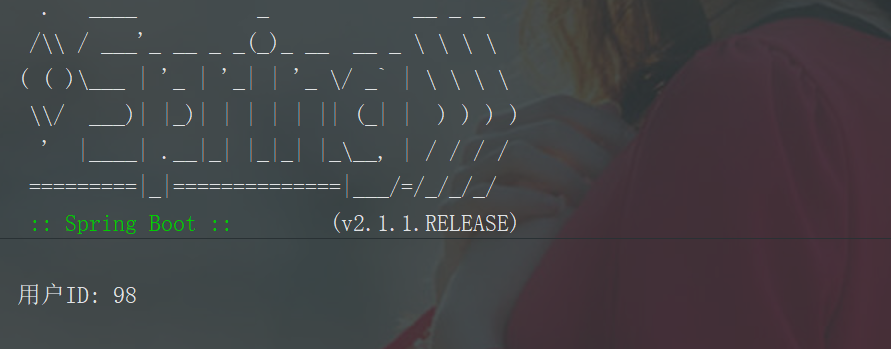 .   ____          _            __ _ _
 /\\ / ___'_ __ _ _(_)_ __  __ _ \ \ \ \
( ( )\___ | '_ | '_| | '_ \/ _` | \ \ \ \
 \\/  ___)| |_)| | | | | || (_| |  ) ) ) )
  '  |____| .__|_| |_|_| |_\__, | / / / /
 =========|_|==============|___/=/_/_/_/
 :: Spring Boot ::        (v2.1.1.RELEASE)
用户ID: 98